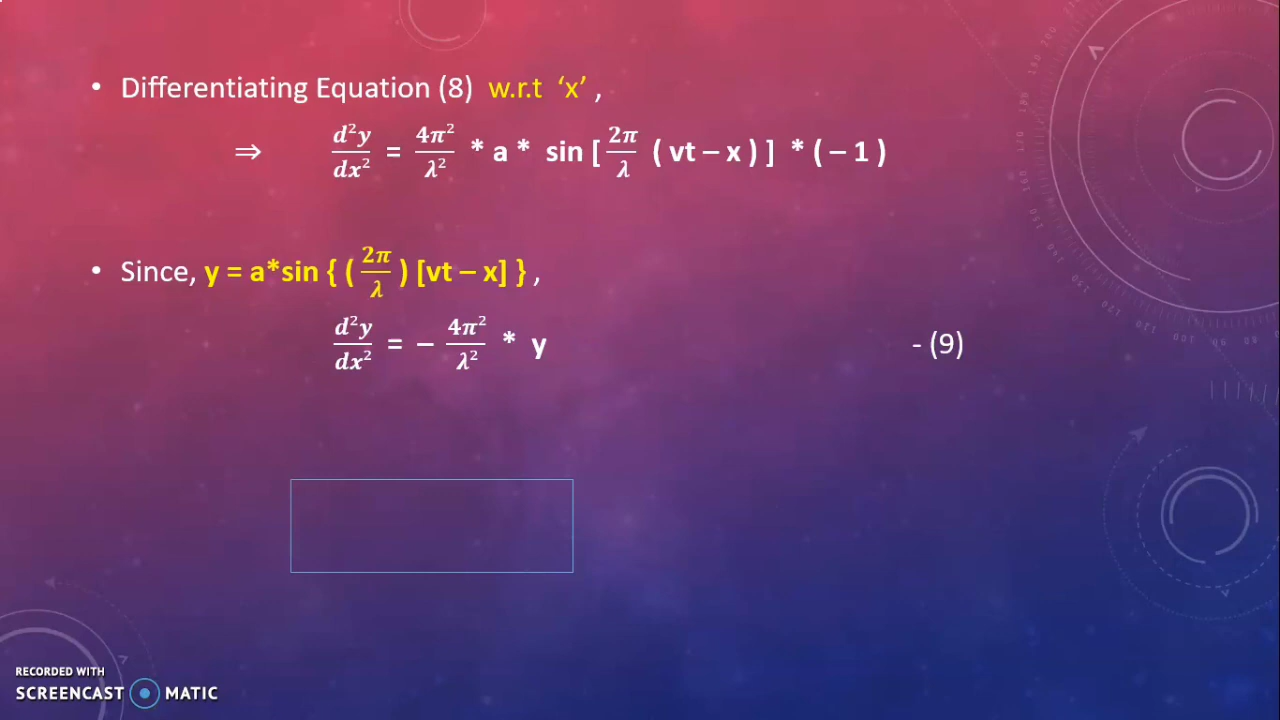 • Differentiating Equation (8) w.r.t ‘x’ ,
⇒ d²y/dx² = 4π²/λ² * a * sin [ 2π/λ ( vt – x ) ] * ( – 1 )
• Since, y = a*sin { ( 2π/λ ) [vt – x] } ,
d²y/dx² = – 4π²/λ² * y - (9)
RECORDED WITH
SCREENCAST MATIC